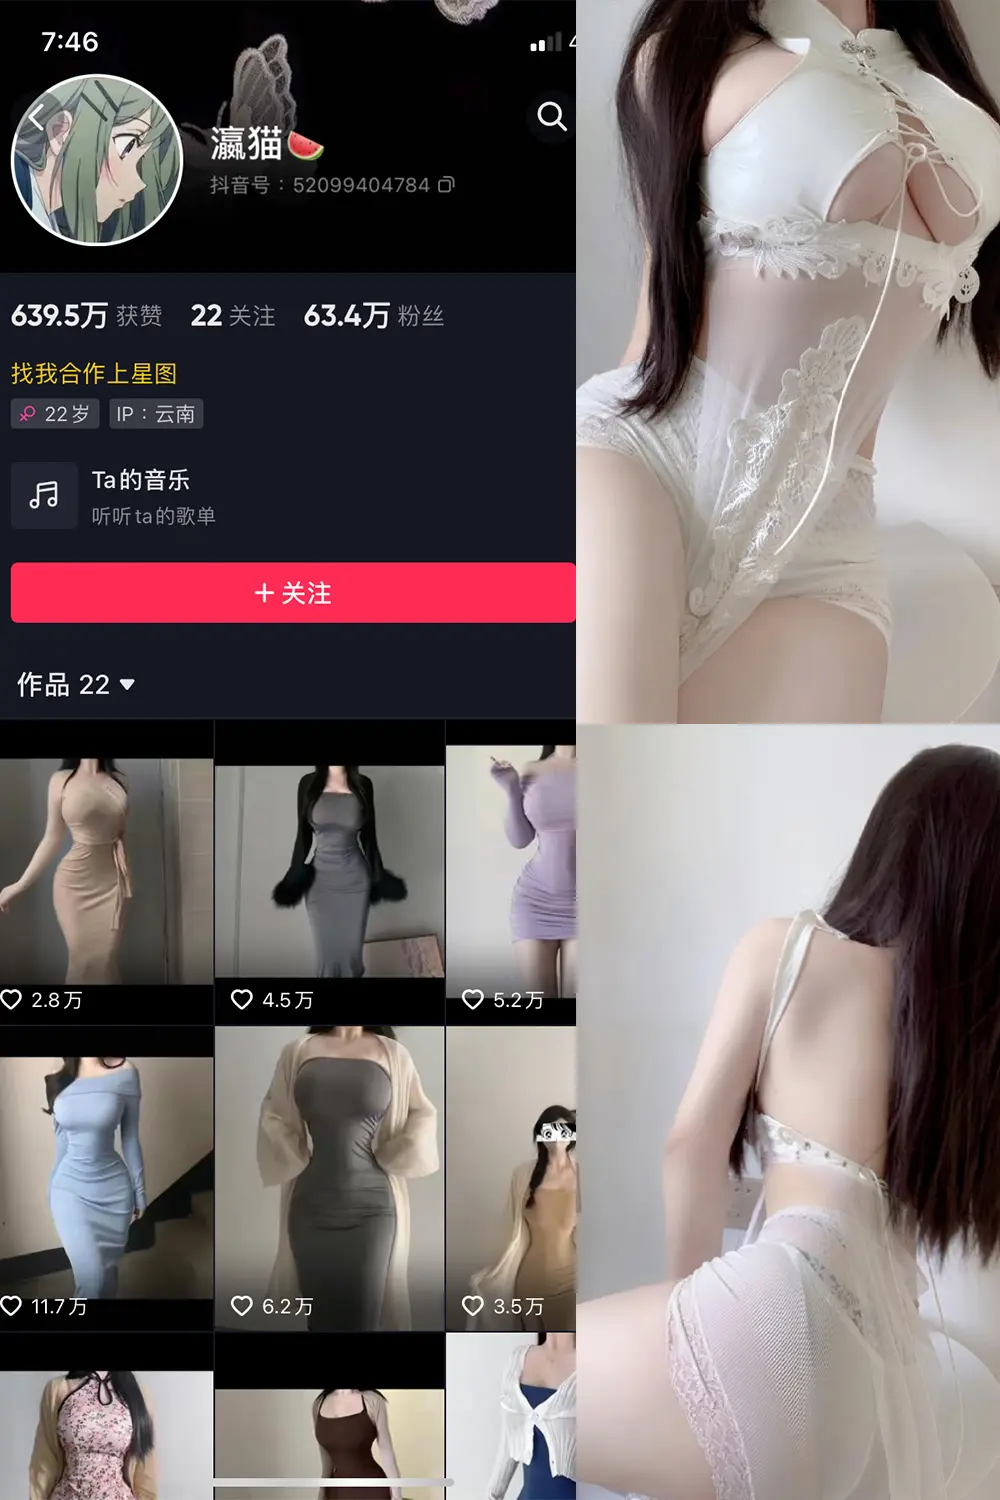 7:46
瀛猫🍉
抖音号：52099404784
639.5万 获赞 22 关注 63.4万 粉丝
找我合作上星图
22岁 IP：云南
Ta的音乐
听听ta的歌单
+ 关注
作品 22
2.8万 4.5万 5.2万
11.7万 6.2万 3.5万